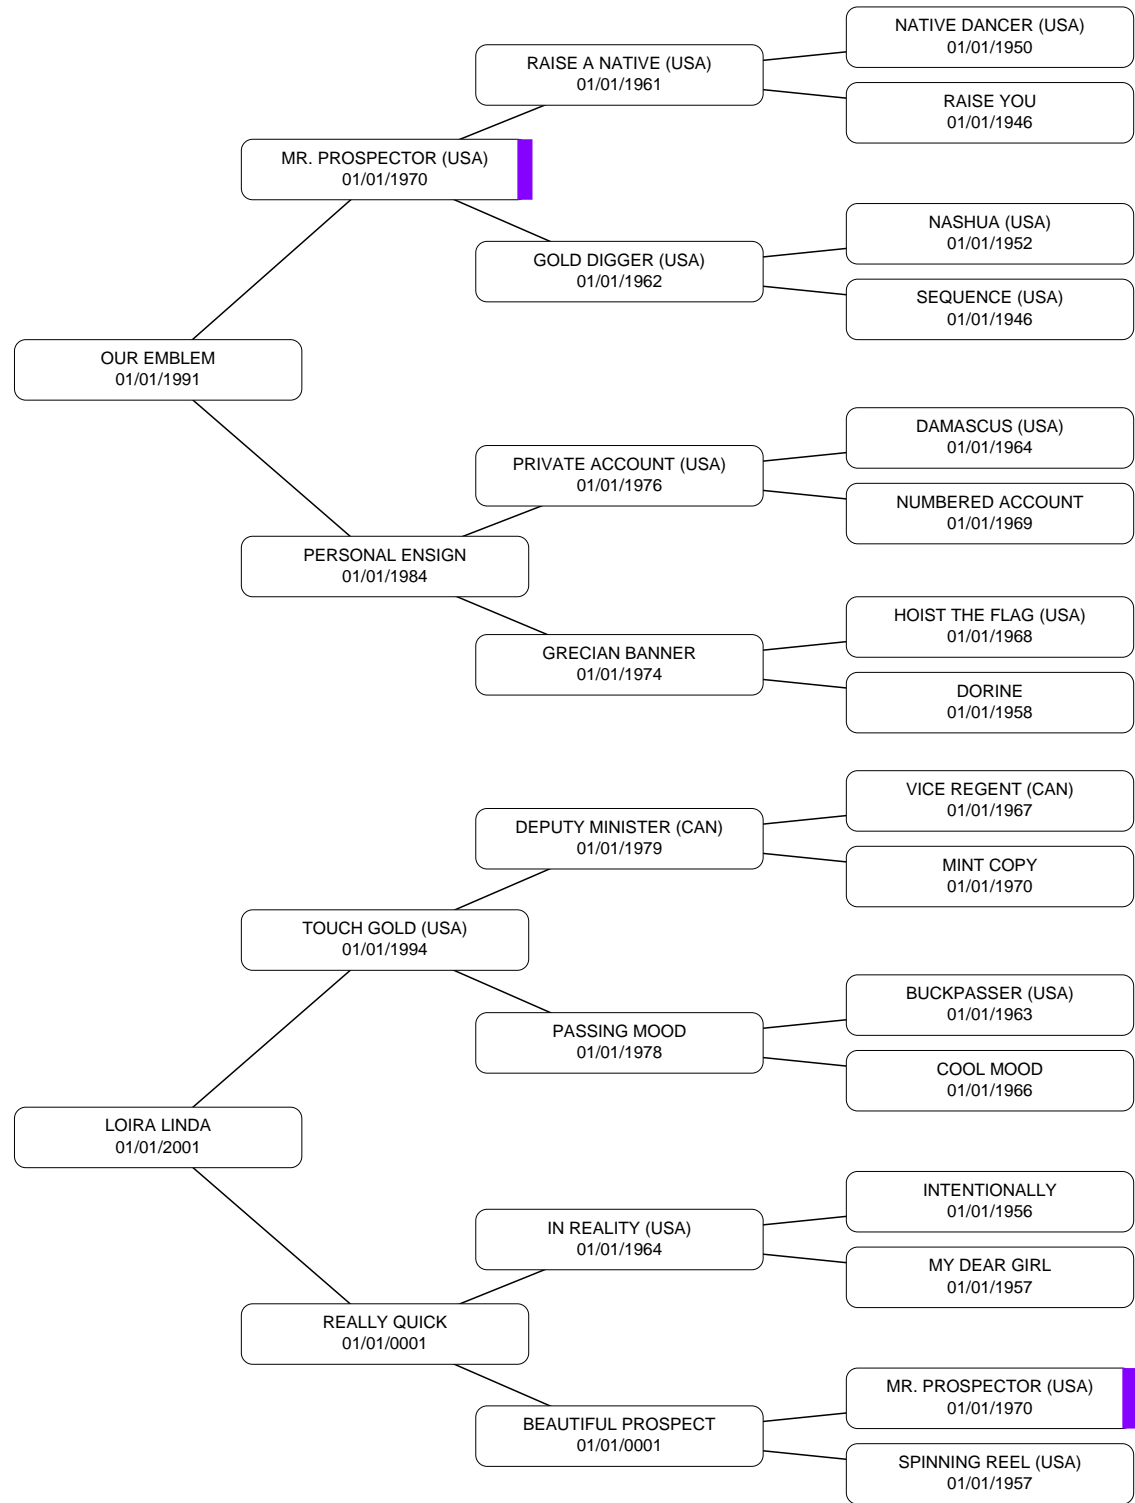 NATIVE DANCER (USA)
01/01/1950
RAISE A NATIVE (USA)
01/01/1961
RAISE YOU
01/01/1946
MR. PROSPECTOR (USA)
01/01/1970
NASHUA (USA)
01/01/1952
GOLD DIGGER (USA)
01/01/1962
SEQUENCE (USA)
01/01/1946
OUR EMBLEM
01/01/1991
DAMASCUS (USA)
01/01/1964
PRIVATE ACCOUNT (USA)
01/01/1976
NUMBERED ACCOUNT
01/01/1969
PERSONAL ENSIGN
01/01/1984
HOIST THE FLAG (USA)
01/01/1968
GRECIAN BANNER
01/01/1974
DORINE
01/01/1958
VICE REGENT (CAN)
01/01/1967
DEPUTY MINISTER (CAN)
01/01/1979
MINT COPY
01/01/1970
TOUCH GOLD (USA)
01/01/1994
BUCKPASSER (USA)
01/01/1963
PASSING MOOD
01/01/1978
COOL MOOD
01/01/1966
LOIRA LINDA
01/01/2001
INTENTIONALLY
01/01/1956
IN REALITY (USA)
01/01/1964
MY DEAR GIRL
01/01/1957
REALLY QUICK
01/01/0001
MR. PROSPECTOR (USA)
01/01/1970
BEAUTIFUL PROSPECT
01/01/0001
SPINNING REEL (USA)
01/01/1957